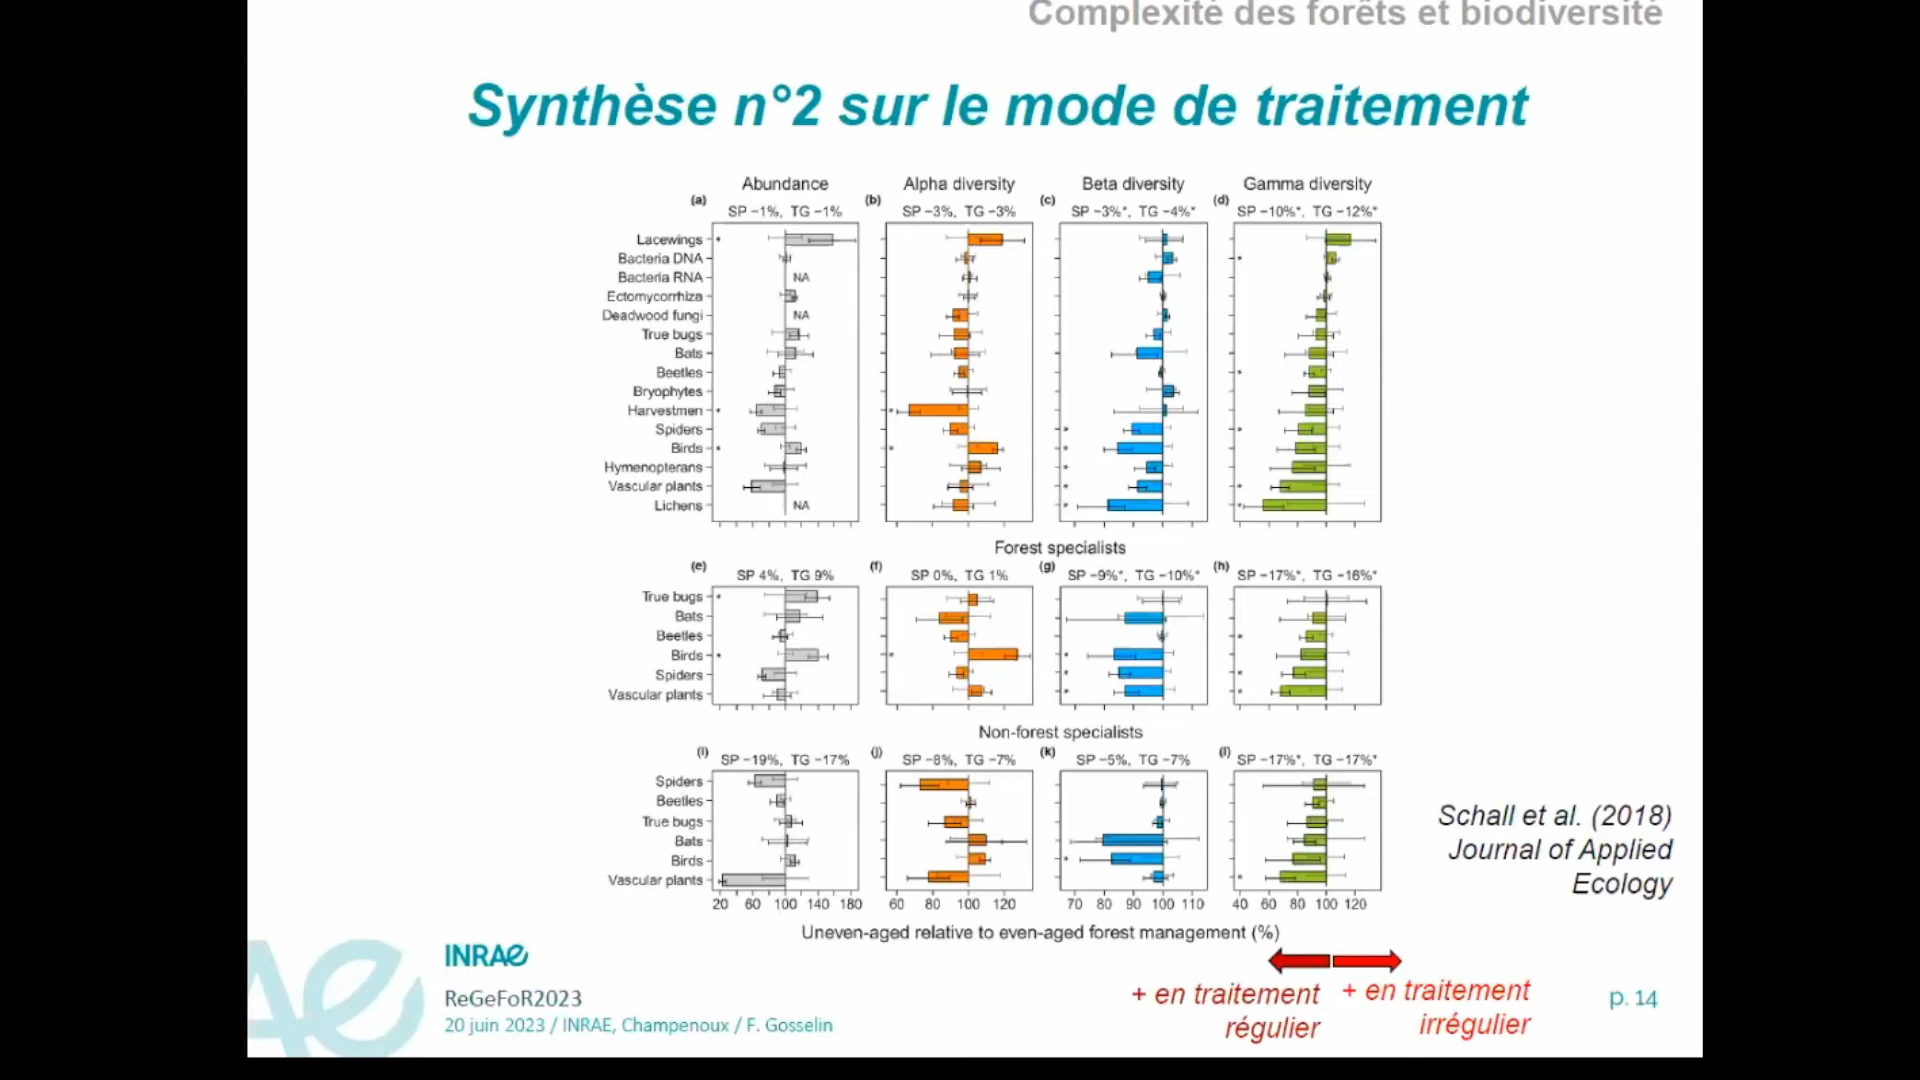 Complexité des forêts et biodiversité
Synthèse n°2 sur le mode de traitement
Abundance Alpha diversity Beta diversity Gamma diversity
(a) SP −1%, TG −1% (b) SP −3%, TG −3% (c) SP −3%*, TG −4%* (d) SP −10%*, TG −12%*
Lacewings
Bacteria DNA
Bacteria RNA NA
Ectomycorrhiza
Deadwood fungi NA
True bugs
Bats
Beetles
Bryophytes
Harvestmen
Spiders
Birds
Hymenopterans
Vascular plants
Lichens NA
Forest specialists
(e) SP 4%, TG 9% (f) SP 0%, TG 1% (g) SP −9%*, TG −10%* (h) SP −17%*, TG −16%*
True bugs
Bats
Beetles
Birds
Spiders
Vascular plants
Non-forest specialists
(i) SP −19%, TG −17% (j) SP −8%, TG −7% (k) SP −5%, TG −7% (l) SP −17%*, TG −17%*
Spiders
Beetles
True bugs
Bats
Birds
Vascular plants
20 60 100 140 180 60 80 100 120 70 80 90 100 110 40 60 80 100 120
Uneven-aged relative to even-aged forest management (%)
Schall et al. (2018)
Journal of Applied
Ecology
+ en traitement
régulier
+ en traitement
irrégulier
INRAE
ReGeFoR2023
20 juin 2023 / INRAE, Champenoux / F. Gosselin
p. 14